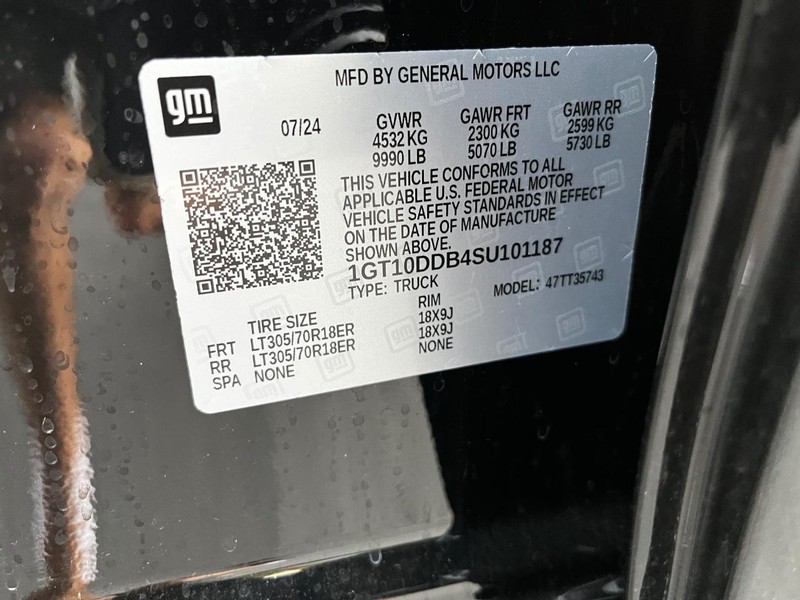 gm
MFD BY GENERAL MOTORS LLC
07/24 GVWR GAWR FRT GAWR RR
4532 KG 2300 KG 2599 KG
9990 LB 5070 LB 5730 LB
THIS VEHICLE CONFORMS TO ALL
APPLICABLE U.S. FEDERAL MOTOR
VEHICLE SAFETY STANDARDS IN EFFECT
ON THE DATE OF MANUFACTURE
SHOWN ABOVE.
1GT10DDB4SU101187
TYPE: TRUCK MODEL: 47TT35743
TIRE SIZE RIM
FRT LT305/70R18ER 18X9J
RR LT305/70R18ER 18X9J
SPA NONE NONE